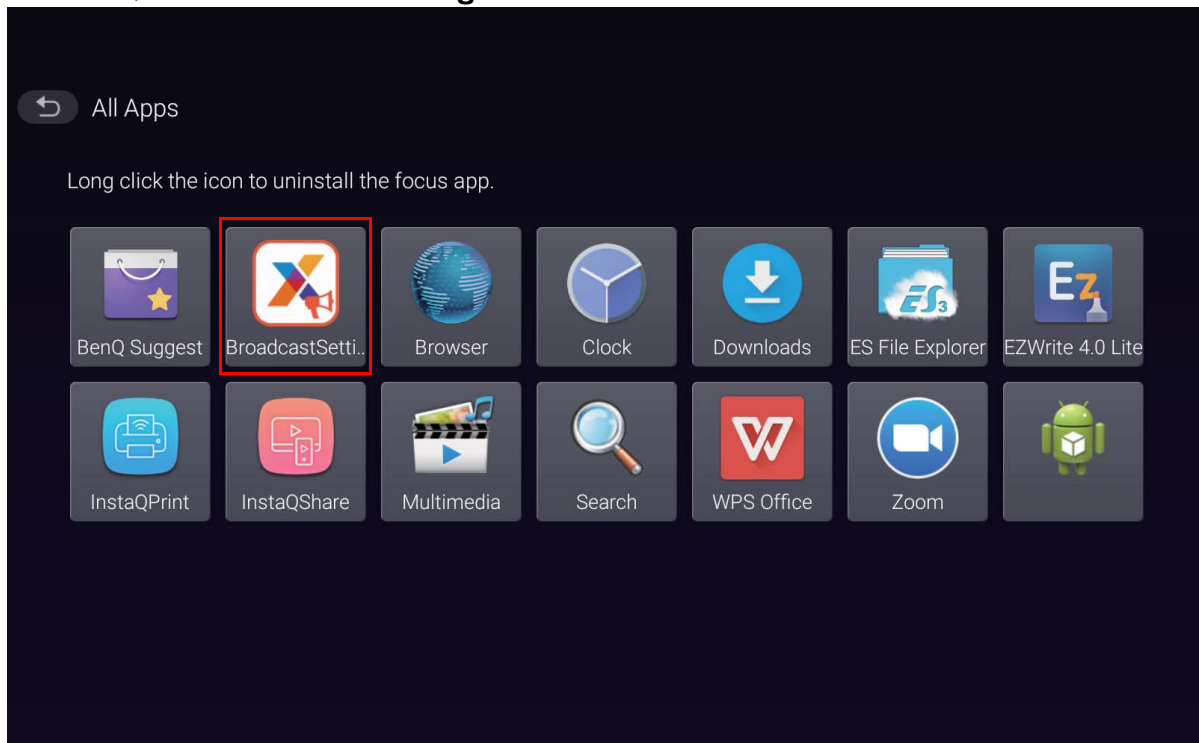 All Apps
Long click the icon to uninstall the focus app.
BenQ Suggest BroadcastSetti.. Browser Clock Downloads ES File Explorer EZWrite 4.0 Lite
InstaQPrint InstaQShare Multimedia Search WPS Office Zoom